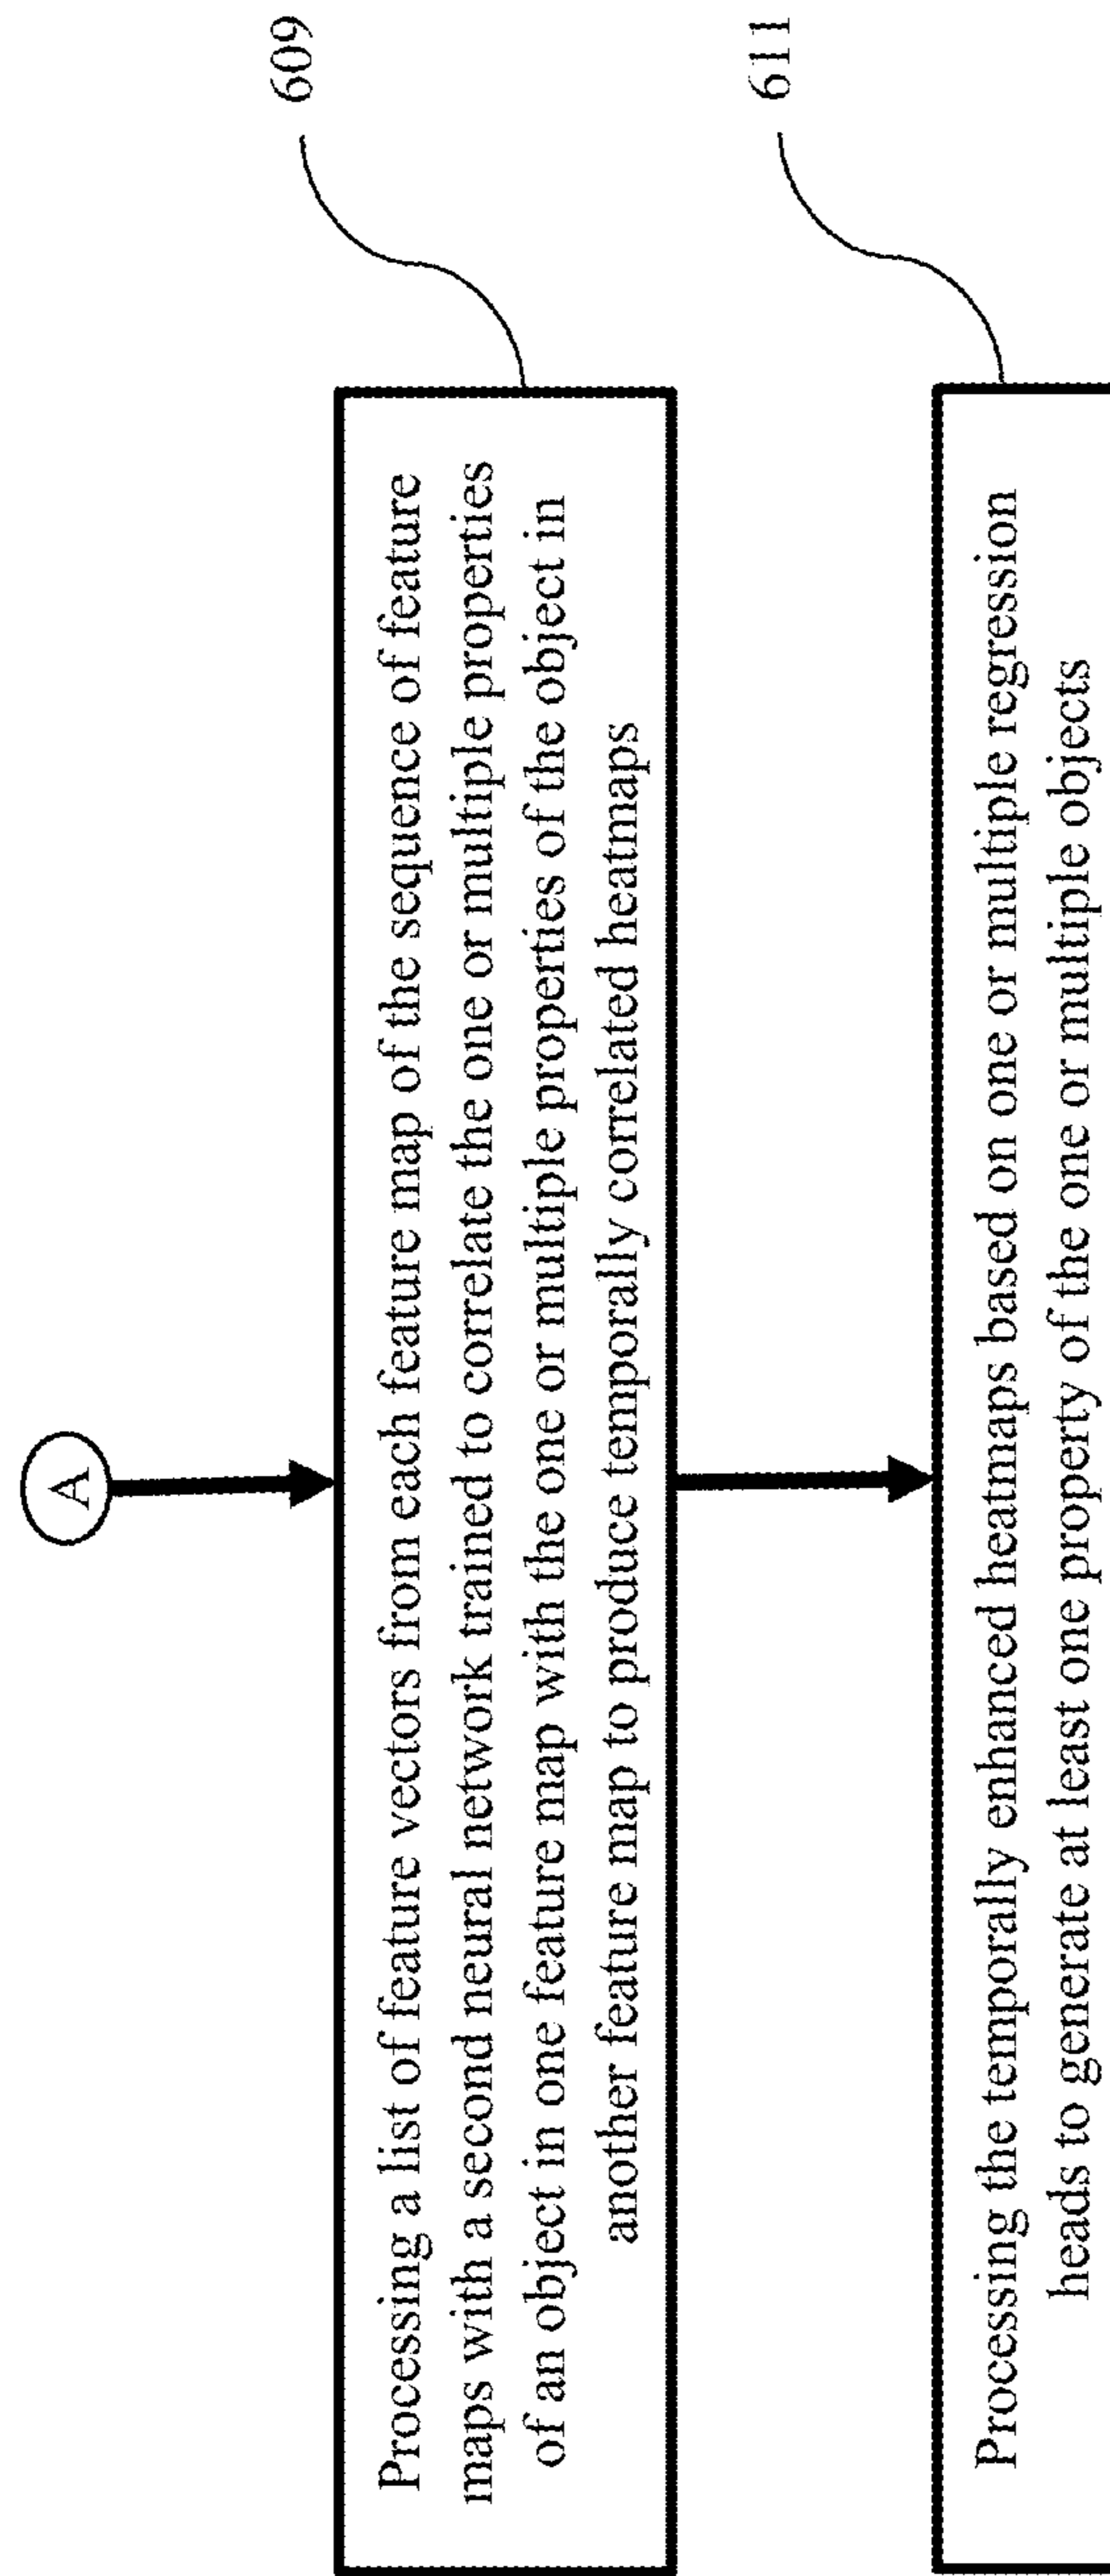 A
609
Processing a list of feature vectors from each feature map of the sequence of feature
maps with a second neural network trained to correlate the one or multiple properties
of an object in one feature map with the one or multiple properties of the object in
another feature map to produce temporally correlated heatmaps
611
Processing the temporally enhanced heatmaps based on one or multiple regression
heads to generate at least one property of the one or multiple objects